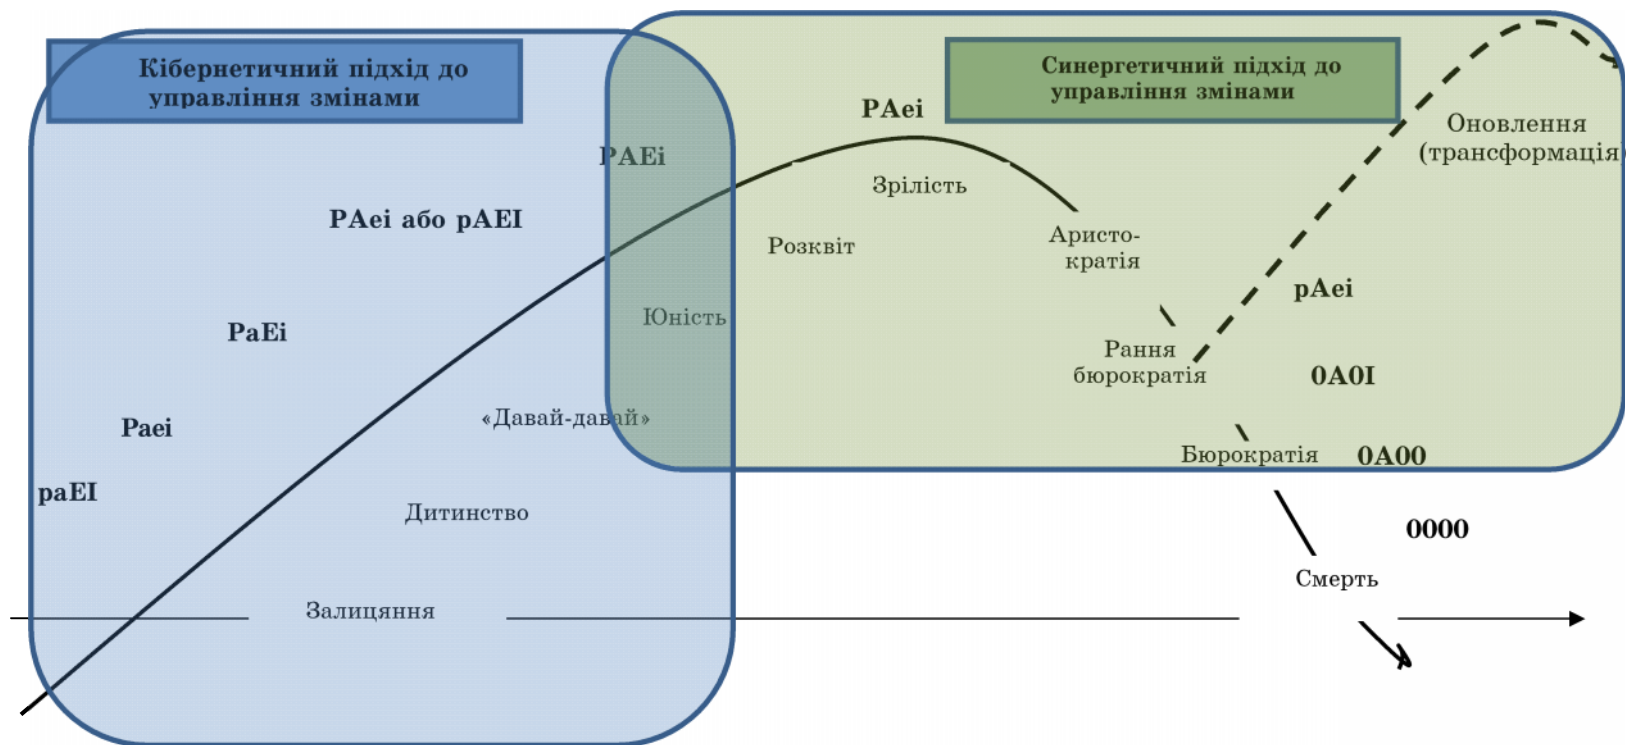 Кібернетичний підхід до
управління змінами
Синергетичний підхід до
управління змінами
PAei
Оновлення
(трансформація
PAEi
Зрілість
PAei або pAEI
Розквіт
Аристо-
кратія
pAei
Юність
PaEi
Рання
бюрократія
0A0I
«Давай-давай»
Paei
Бюрократія
0A00
paEI
Дитинство
0000
Смерть
Залицяння